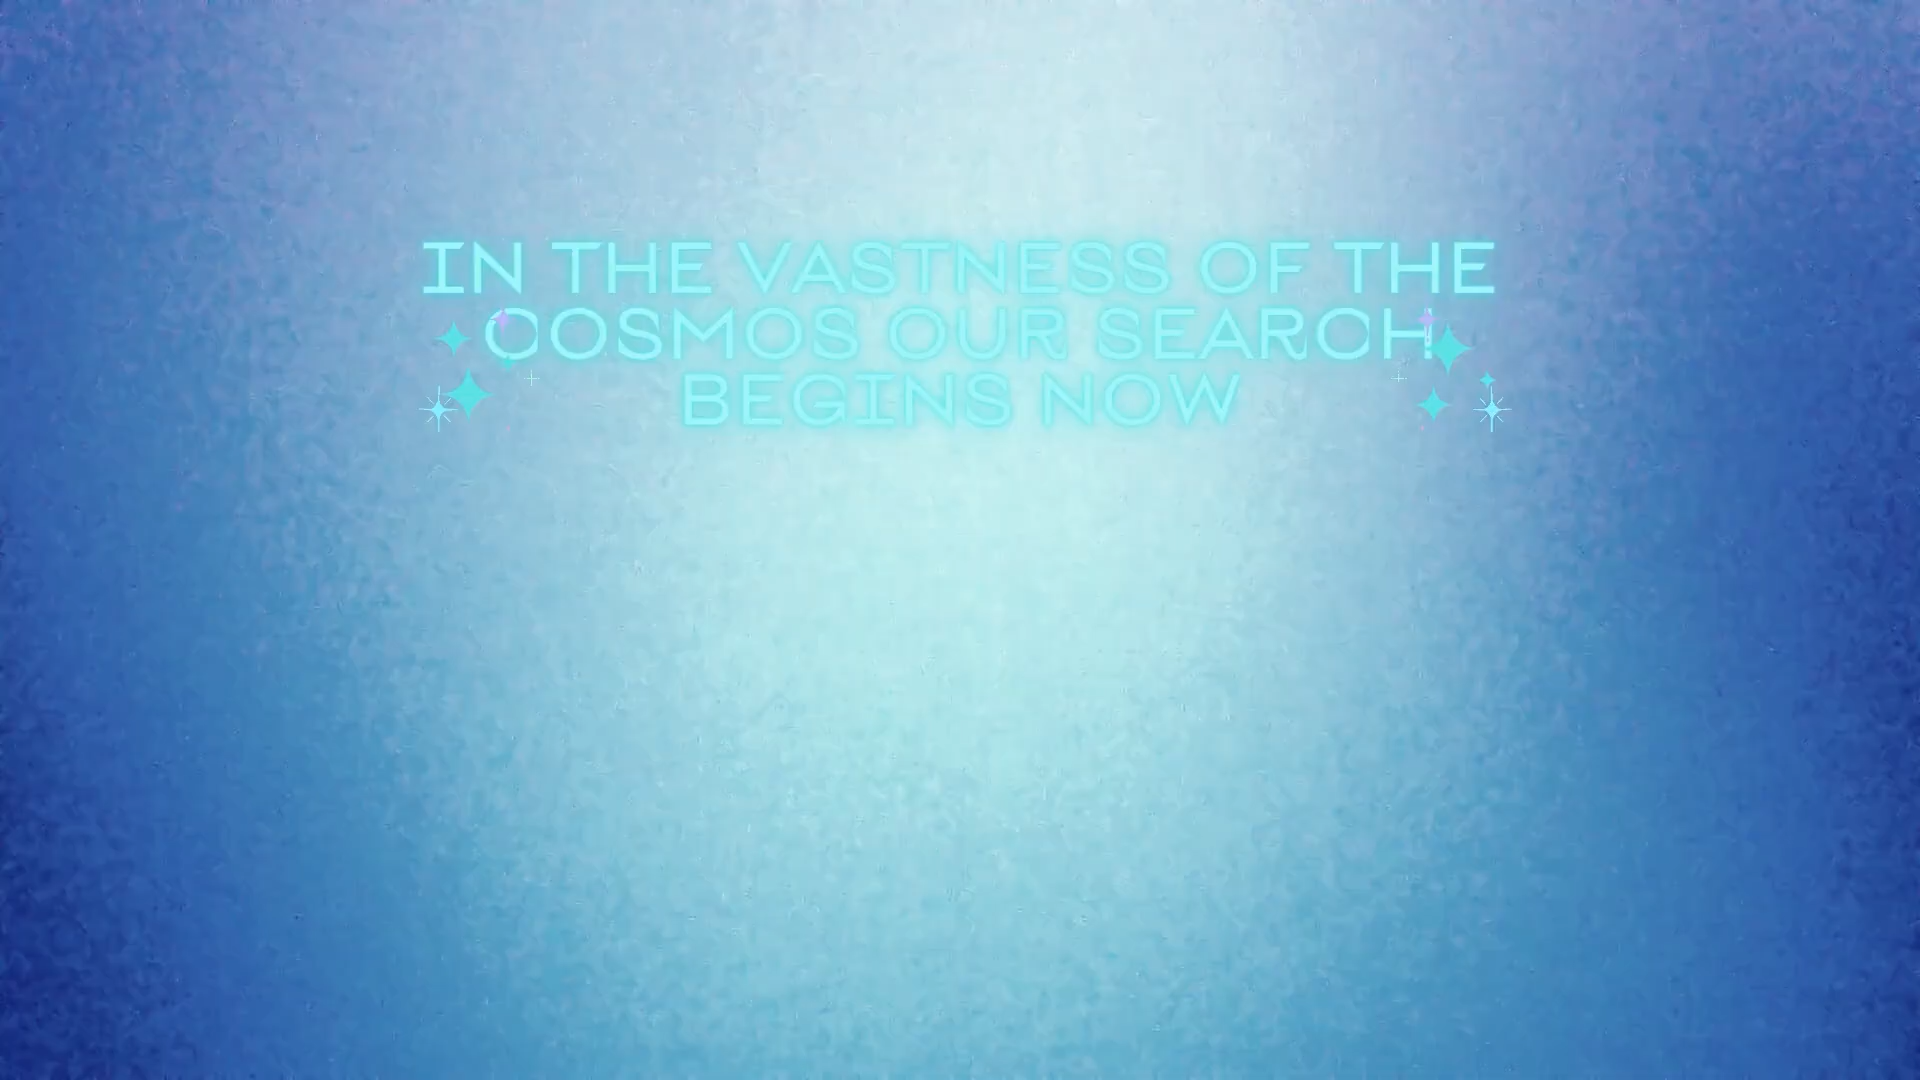 IN THE VASTNESS OF THE
COSMOS OUR SEARCH
BEGINS NOW